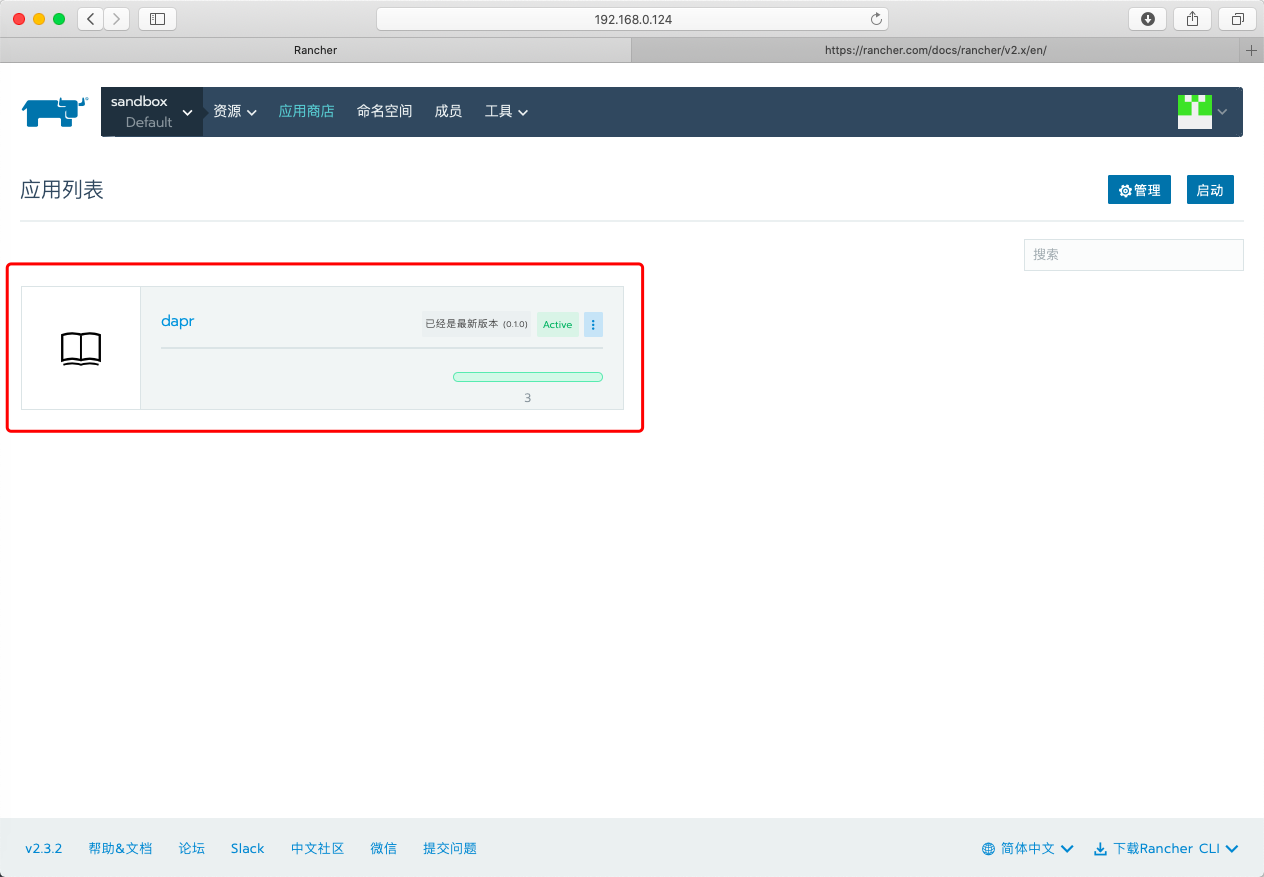 192.168.0.124
Rancher
https://rancher.com/docs/rancher/v2.x/en/
sandbox
Default
资源
应用商店
命名空间
成员
工具
应用列表
管理
启动
搜索
dapr
已经是最新版本 (0.1.0)
Active
3
v2.3.2
帮助&文档
论坛
Slack
中文社区
微信
提交问题
简体中文
下载Rancher CLI